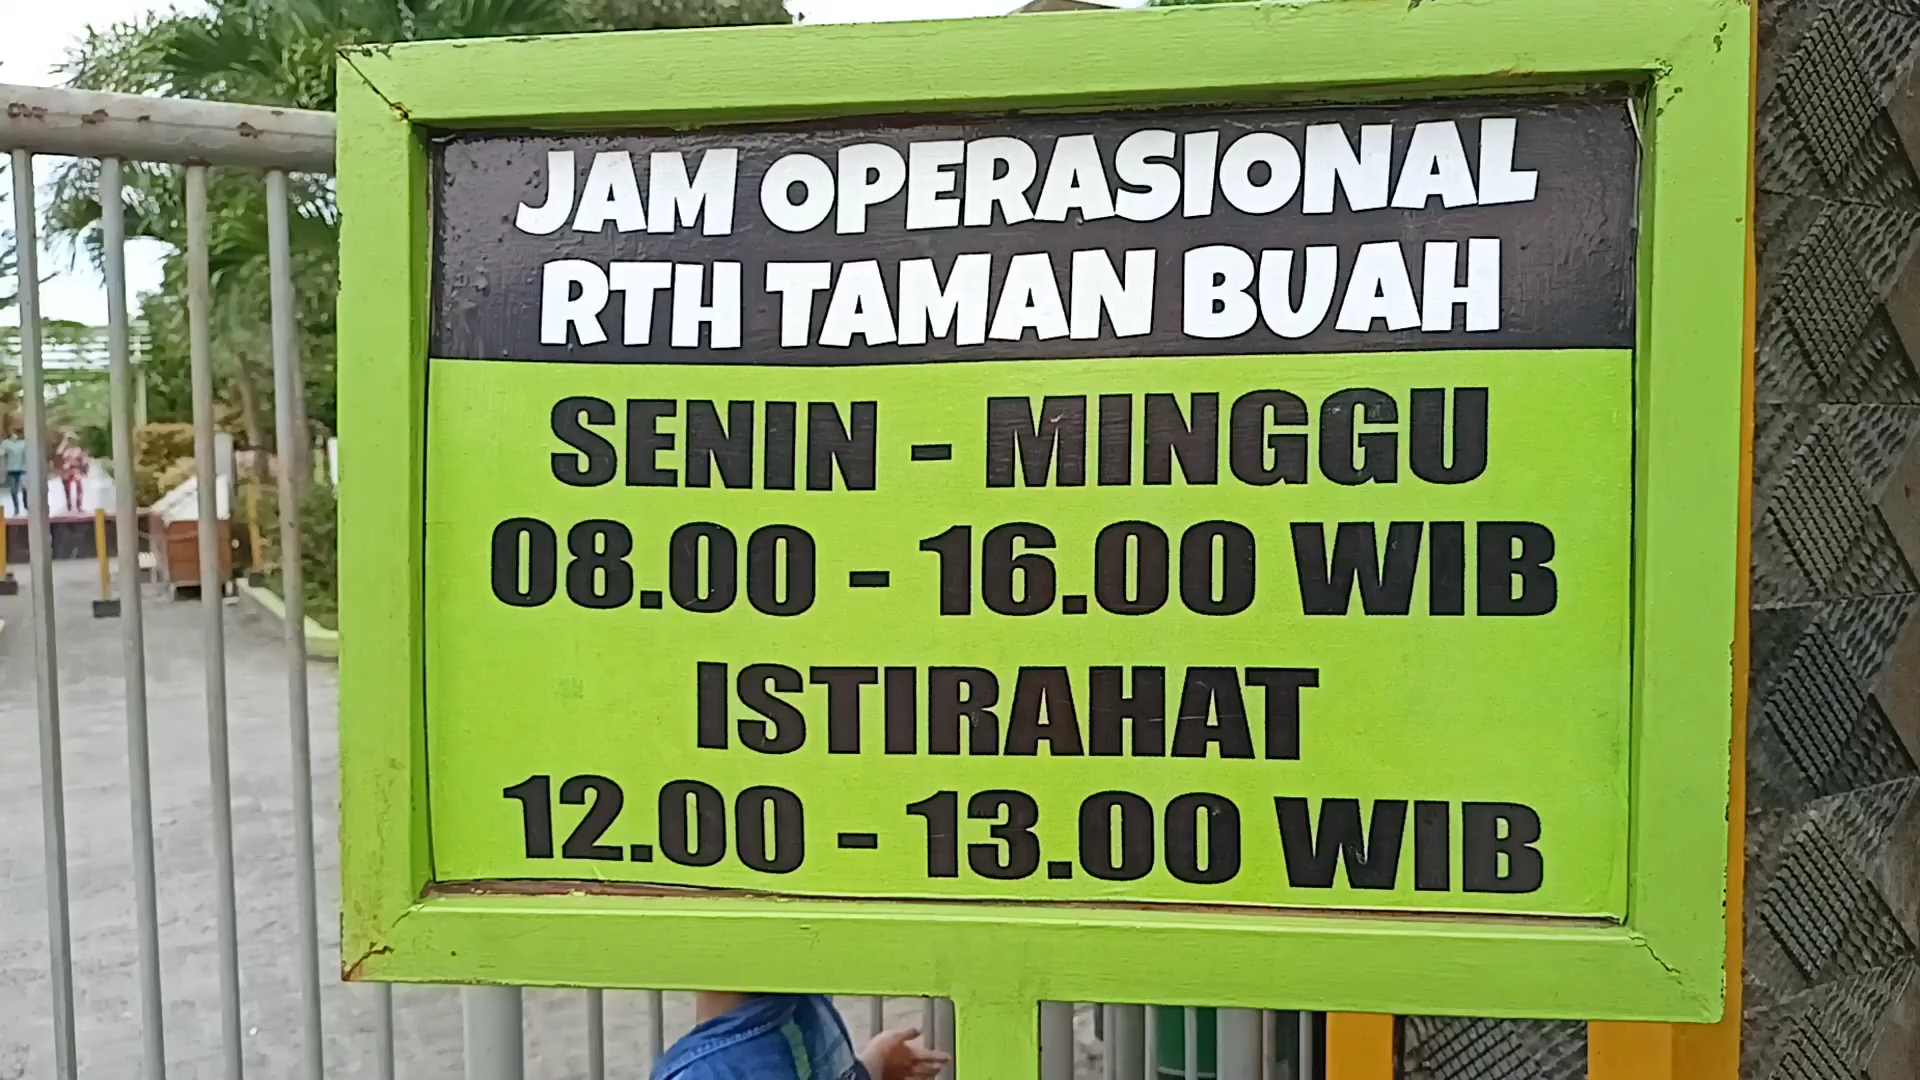 JAM OPERASIONAL
RTH TAMAN BUAH
SENIN - MINGGU
08.00 - 16.00 WIB
ISTIRAHAT
12.00 - 13.00 WIB